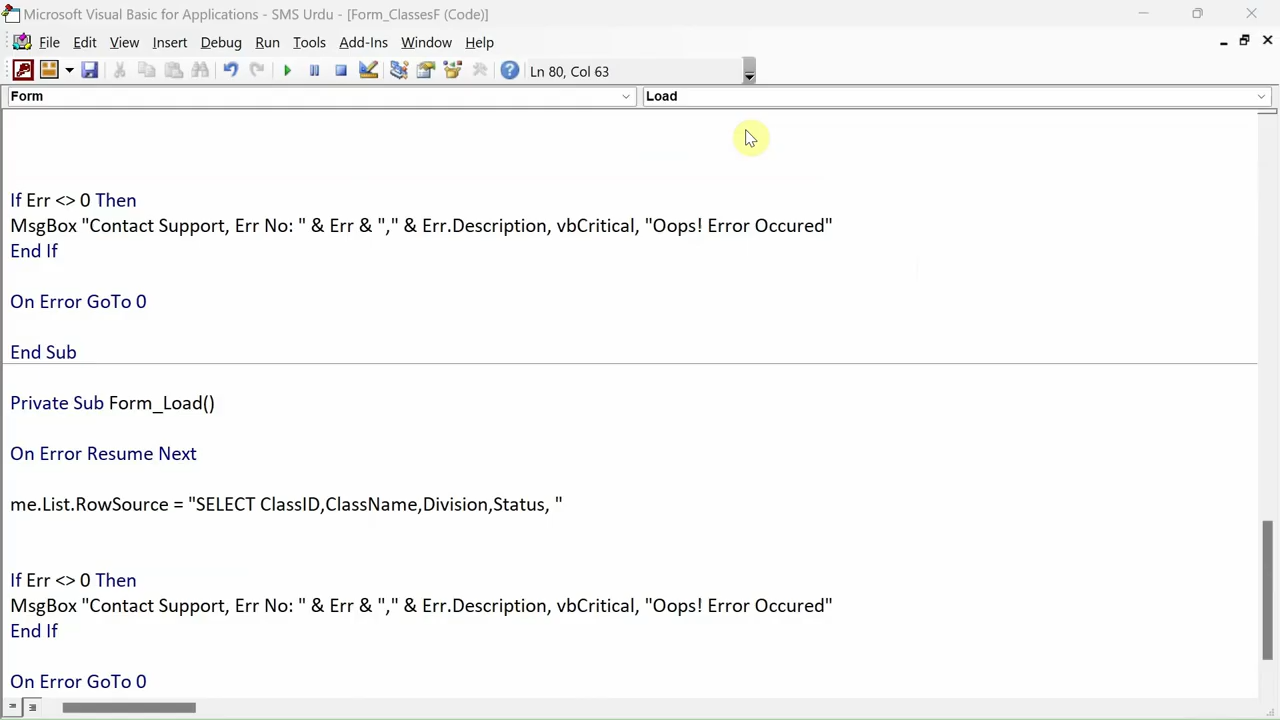 Microsoft Visual Basic for Applications - SMS Urdu - [Form_ClassesF (Code)]
File Edit View Insert Debug Run Tools Add-Ins Window Help
Ln 80, Col 63
Form Load
If Err <> 0 Then
MsgBox "Contact Support, Err No: " & Err & "," & Err.Description, vbCritical, "Oops! Error Occured"
End If
On Error GoTo 0
End Sub
Private Sub Form_Load()
On Error Resume Next
me.List.RowSource = "SELECT ClassID,ClassName,Division,Status, "
If Err <> 0 Then
MsgBox "Contact Support, Err No: " & Err & "," & Err.Description, vbCritical, "Oops! Error Occured"
End If
On Error GoTo 0